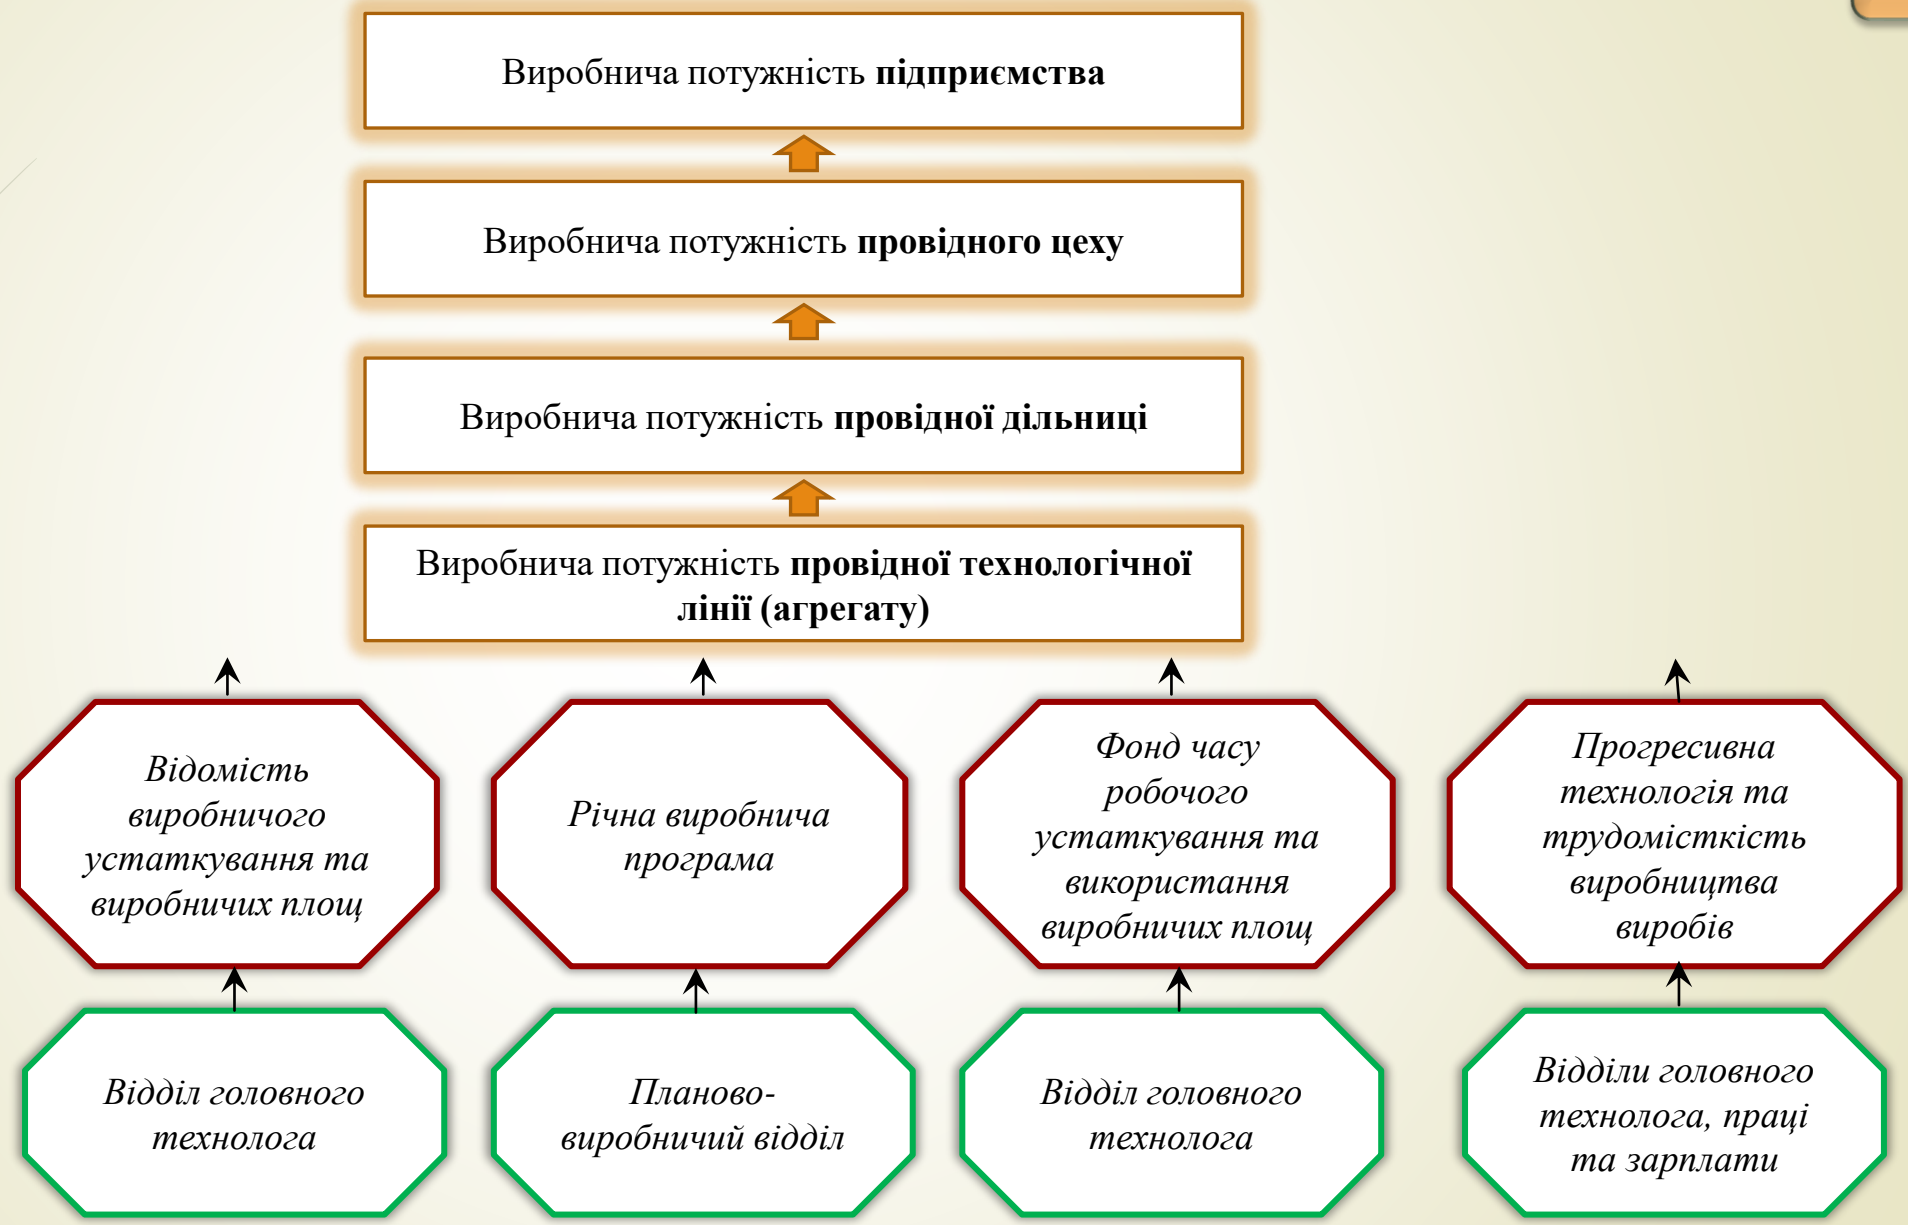 Виробнича потужність підприємства
Виробнича потужність провідного цеху
Виробнича потужність провідної дільниці
Виробнича потужність провідної технологічної
лінії (агрегату)
Відомість
виробничого
устаткування та
виробничих площ
Річна виробнича
програма
Фонд часу
робочого
устаткування та
використання
виробничих площ
Прогресивна
технологія та
трудомісткість
виробництва
виробів
Відділ головного
технолога
Планово-
виробничий відділ
Відділ головного
технолога
Відділи головного
технолога, праці
та зарплати